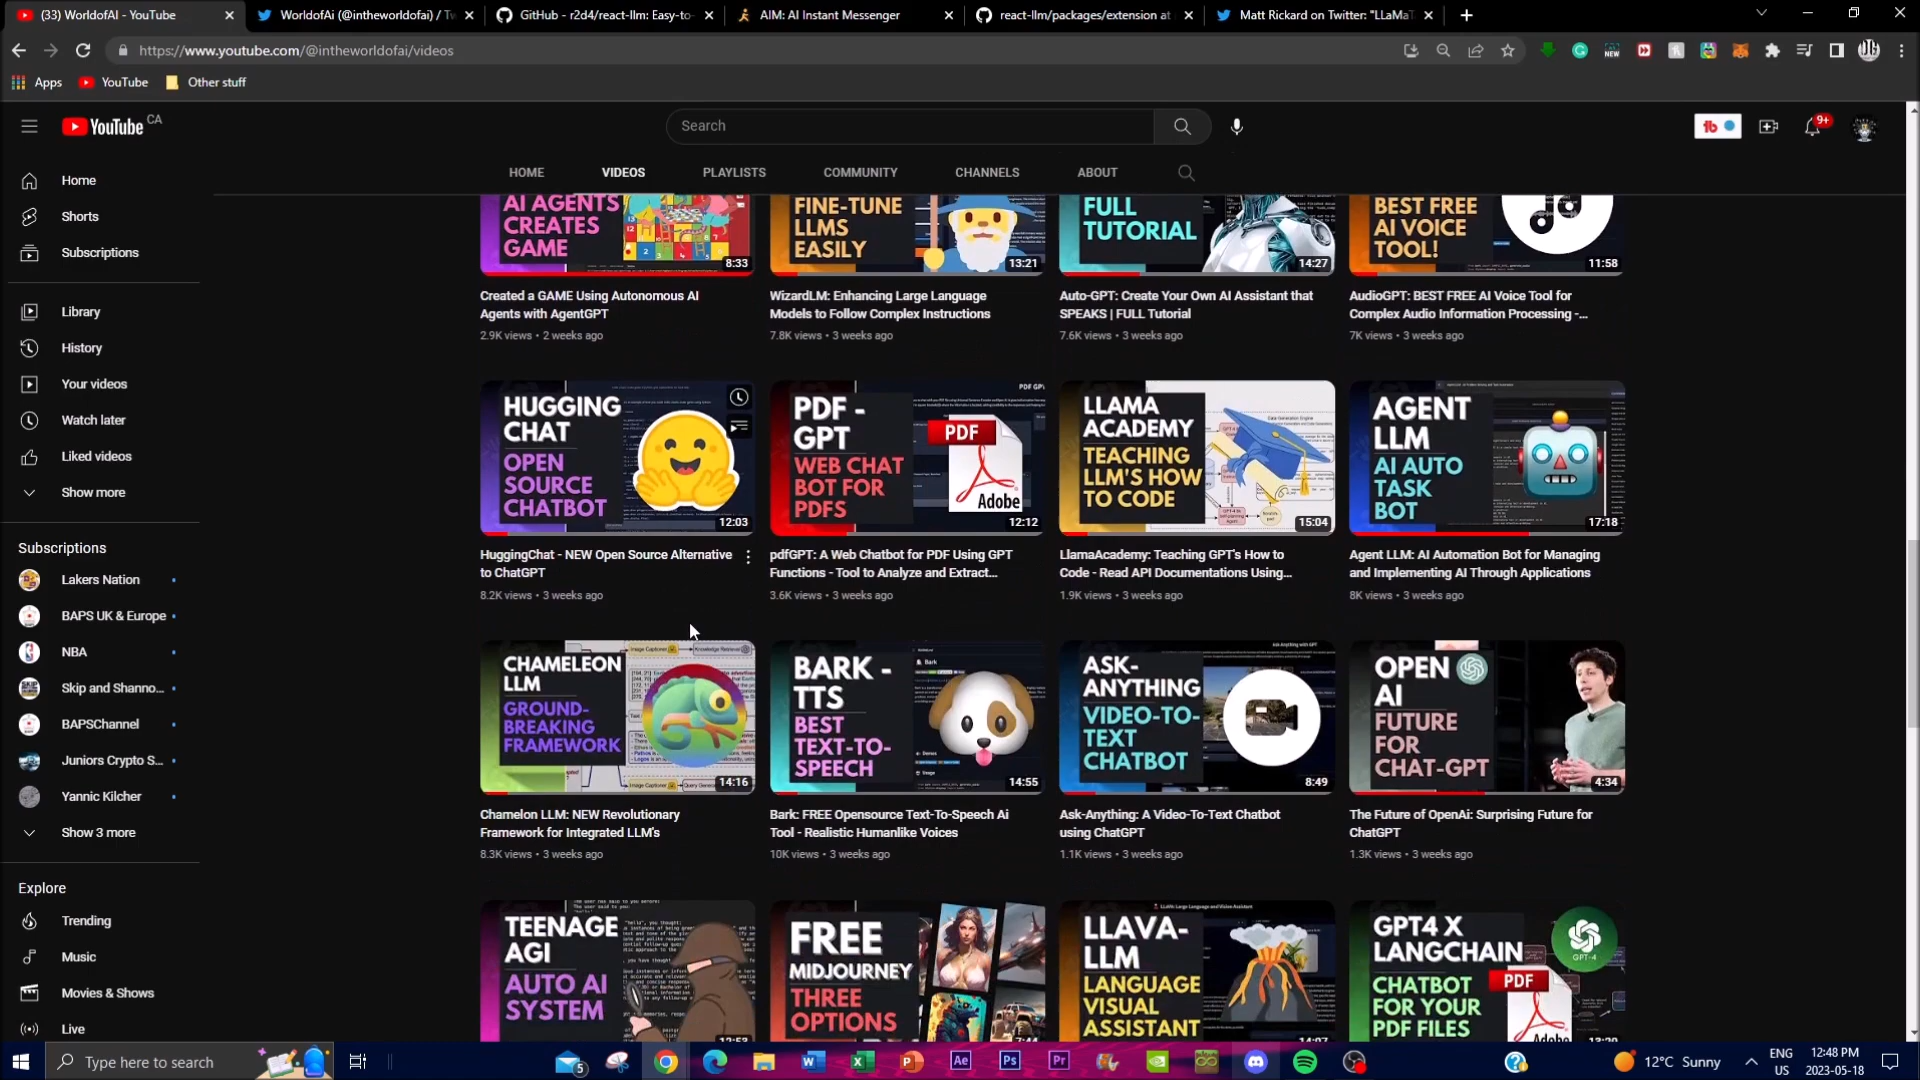 (33) WorldofAI - YouTube
WorldofAi (@intheworldofai) / Tw
GitHub - r2d4/react-llm: Easy-to-
AIM: AI Instant Messenger
react-llm/packages/extension at
Matt Rickard on Twitter: "LLaMa
https://www.youtube.com/@intheworldofai/videos
Apps
YouTube
Other stuff
YouTube CA
Search
9+
HOME
VIDEOS
PLAYLISTS
COMMUNITY
CHANNELS
ABOUT
Home
Shorts
Subscriptions
Library
History
Your videos
Watch later
Liked videos
Show more
Subscriptions
Lakers Nation
BAPS UK & Europe
NBA
Skip and Shanno...
BAPSChannel
Juniors Crypto S...
Yannic Kilcher
Show 3 more
Explore
Trending
Music
Movies & Shows
Live
AI AGENTS
CREATES
GAME
8:33
Created a GAME Using Autonomous AI
Agents with AgentGPT
2.9K views • 2 weeks ago
FINE-TUNE
LLMS
EASILY
13:21
WizardLM: Enhancing Large Language
Models to Follow Complex Instructions
7.8K views • 3 weeks ago
FULL
TUTORIAL
14:27
Auto-GPT: Create Your Own AI Assistant that
SPEAKS | FULL Tutorial
7.6K views • 3 weeks ago
BEST FREE
AI VOICE
TOOL!
11:58
AudioGPT: BEST FREE AI Voice Tool for
Complex Audio Information Processing -...
7K views • 3 weeks ago
HUGGING
CHAT
OPEN
SOURCE
CHATBOT
12:03
HuggingChat - NEW Open Source Alternative
to ChatGPT
8.2K views • 3 weeks ago
PDF -
GPT
WEB CHAT
BOT FOR
PDFS
PDF
Adobe
12:12
pdfGPT: A Web Chatbot for PDF Using GPT
Functions - Tool to Analyze and Extract...
3.6K views • 3 weeks ago
LLAMA
ACADEMY
TEACHING
LLM'S HOW
TO CODE
15:04
LlamaAcademy: Teaching GPT's How to
Code - Read API Documentations Using...
1.9K views • 3 weeks ago
AGENT
LLM
AI AUTO
TASK
BOT
17:18
Agent LLM: AI Automation Bot for Managing
and Implementing AI Through Applications
8K views • 3 weeks ago
CHAMELEON
LLM
GROUND-
BREAKING
FRAMEWORK
14:16
Chamelon LLM: NEW Revolutionary
Framework for Integrated LLM's
8.3K views • 3 weeks ago
BARK -
TTS
BEST
TEXT-TO-
SPEECH
14:55
Bark: FREE Opensource Text-To-Speech Ai
Tool - Realistic Humanlike Voices
10K views • 3 weeks ago
ASK-
ANYTHING
VIDEO-TO-
TEXT
CHATBOT
8:49
Ask-Anything: A Video-To-Text Chatbot
using ChatGPT
1.1K views • 3 weeks ago
OPEN
AI
FUTURE
FOR
CHAT-GPT
4:34
The Future of OpenAi: Surprising Future for
ChatGPT
1.3K views • 3 weeks ago
TEENAGE
AGI
AUTO AI
SYSTEM
FREE
MIDJOURNEY
THREE
OPTIONS
LLAVA-
LLM
LANGUAGE
VISUAL
ASSISTANT
GPT4 X
LANGCHAIN
CHATBOT
FOR YOUR
PDF FILES
GPT-4
PDF
Type here to search
5
12°C Sunny
ENG
US
12:48 PM
2023-05-18